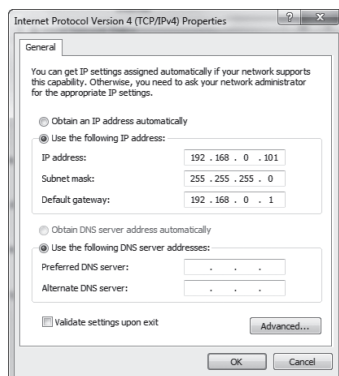 Internet Protocol Version 4 (TCP/IPv4) Properties ? X
General
You can get IP settings assigned automatically if your network supports
this capability. Otherwise, you need to ask your network administrator
for the appropriate IP settings.
Obtain an IP address automatically
Use the following IP address:
IP address: 192 . 168 . 0 . 101
Subnet mask: 255 . 255 . 255 . 0
Default gateway: 192 . 168 . 0 . 1
Obtain DNS server address automatically
Use the following DNS server addresses:
Preferred DNS server: . . .
Alternate DNS server: . . .
Validate settings upon exit Advanced...
OK Cancel